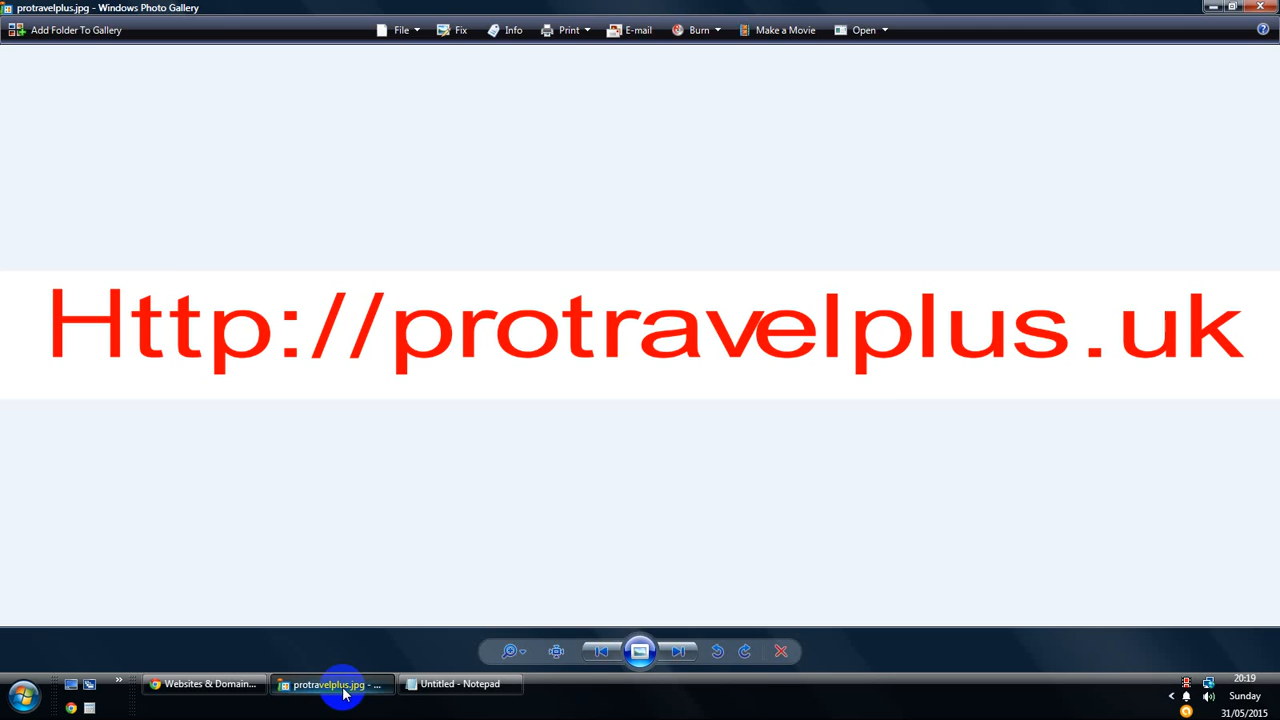 protravelplus.jpg - Windows Photo Gallery
Add Folder To Gallery
File
Fix
Info
Print
E-mail
Burn
Make a Movie
Open
?
Http://protravelplus.uk
Websites & Domain...
protravelplus.jpg - ...
Untitled - Notepad
20:19
Sunday
31/05/2015